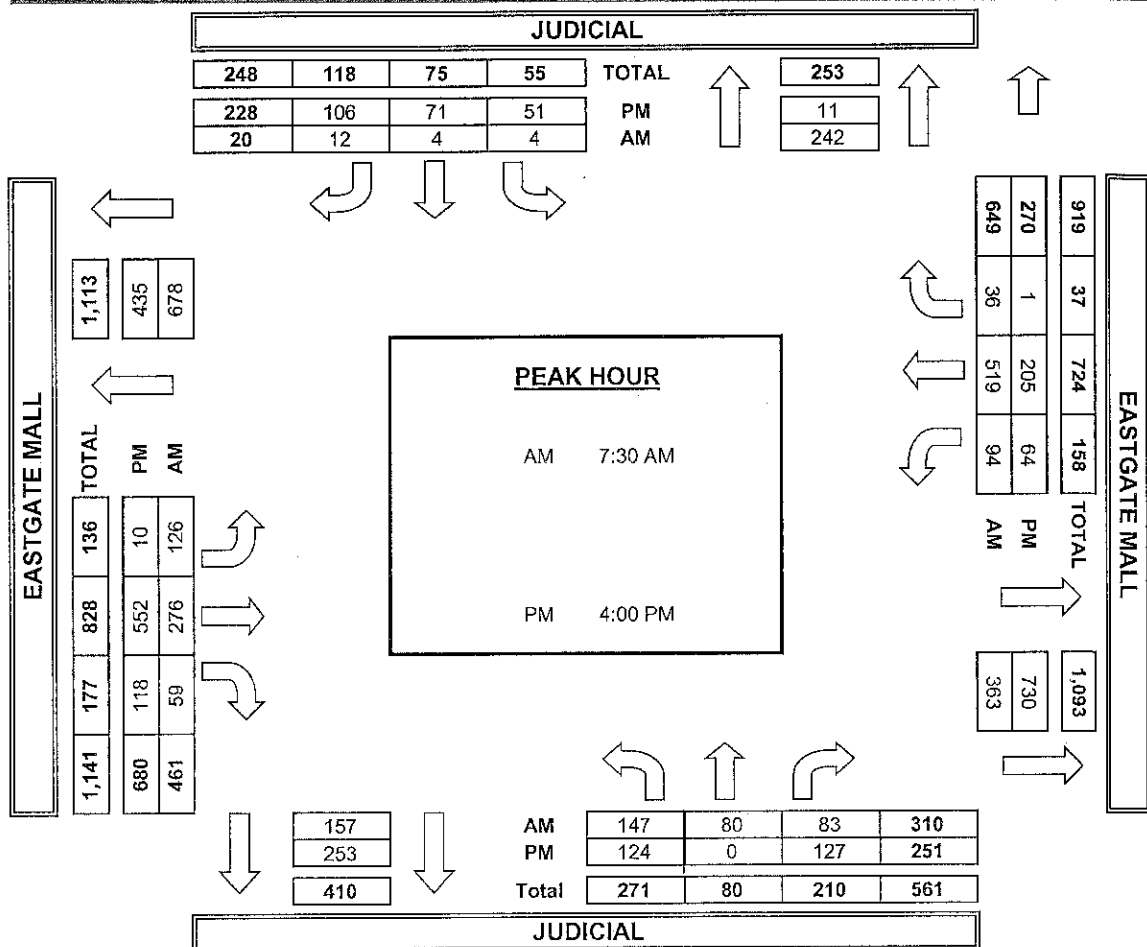 JUDICIAL
248 118 75 55 TOTAL 253
228 106 71 51 PM 11
20 12 4 4 AM 242
EASTGATE MALL
1,113
435
678
TOTAL
PM
AM
136 828 177 1,141
10 552 118 680
126 276 59 461
PEAK HOUR
AM 7:30 AM
PM 4:00 PM
919 37 724 158 TOTAL
270 1 205 64 PM
649 36 519 94 AM
1,093
730
363
EASTGATE MALL
157 AM 147 80 83 310
253 PM 124 0 127 251
410 Total 271 80 210 561
JUDICIAL